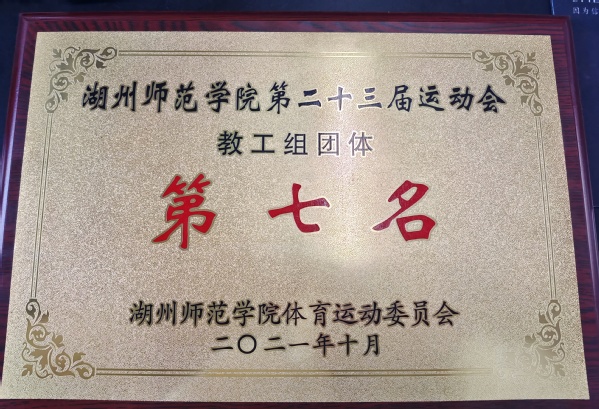 湖州师范学院第二十三届运动会
教工组团体
第七名
湖州师范学院体育运动委员会
二〇二一年十月